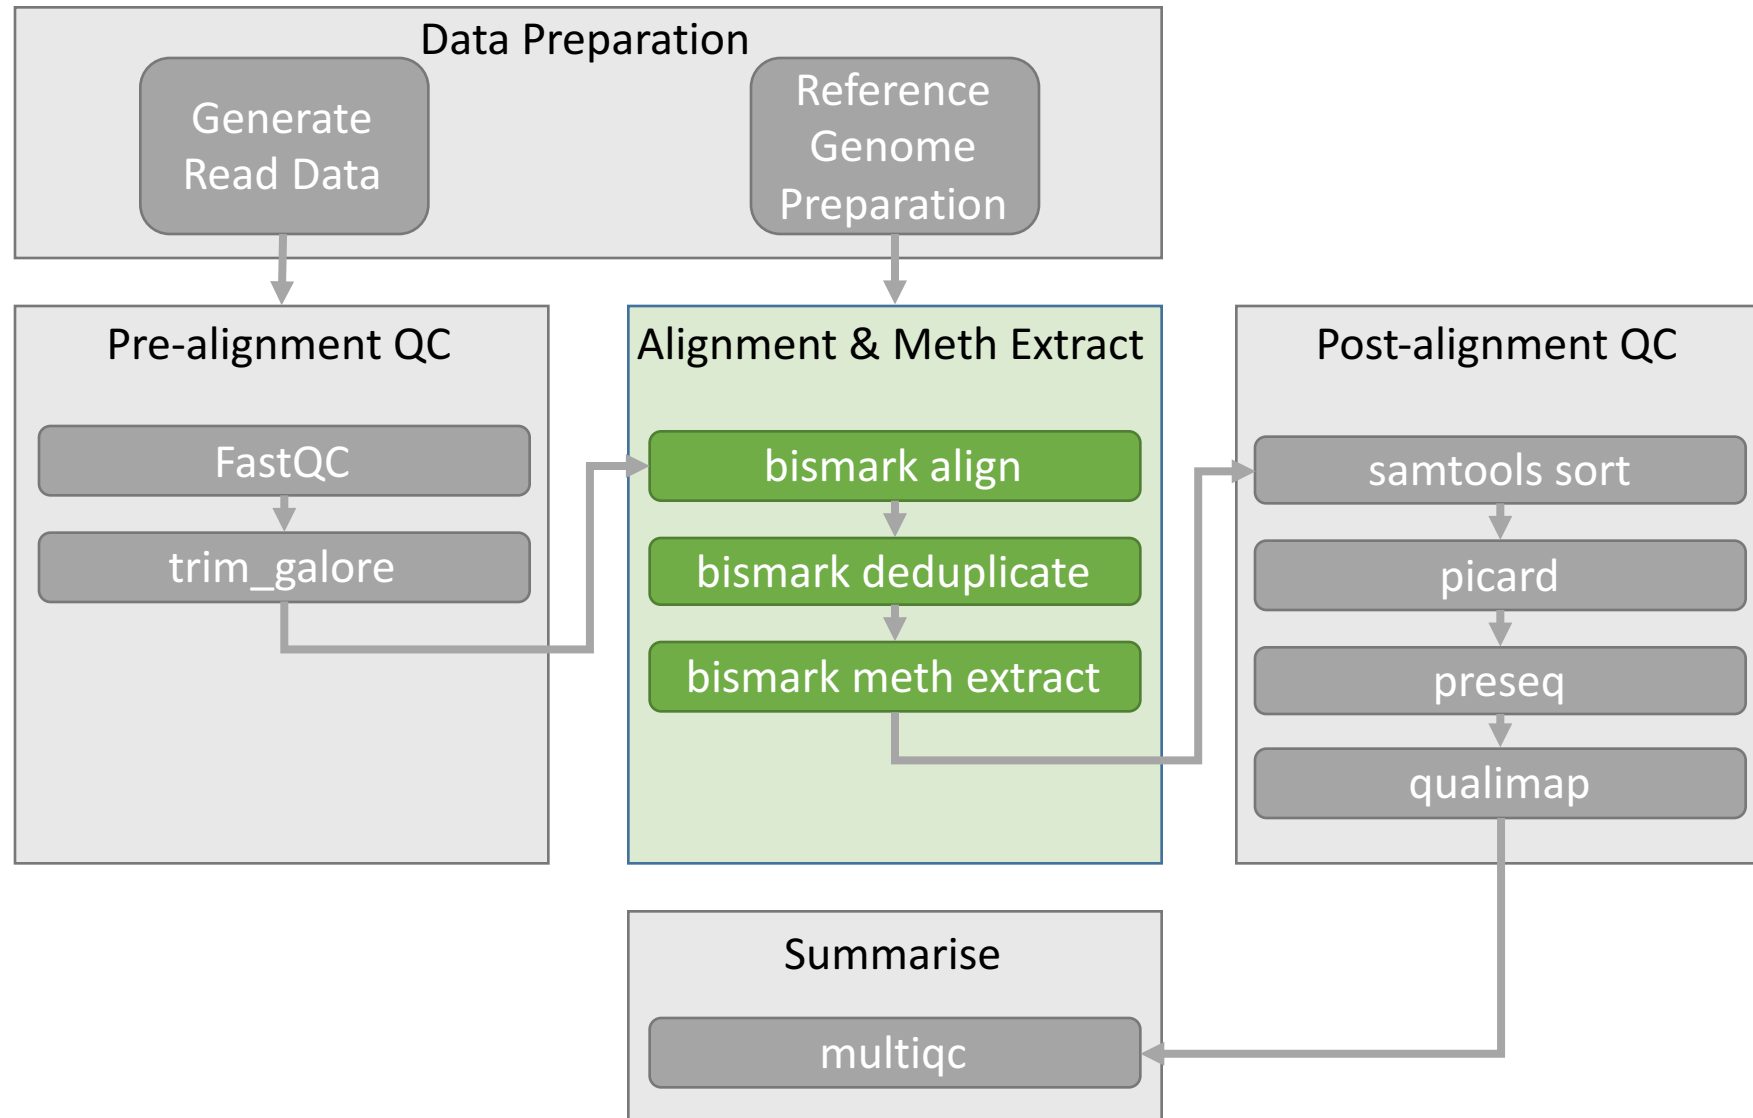 Data Preparation
Generate
Read Data
Reference
Genome
Preparation
Pre-alignment QC
FastQC
trim_galore
Alignment & Meth Extract
bismark align
bismark deduplicate
bismark meth extract
Post-alignment QC
samtools sort
picard
preseq
qualimap
Summarise
multiqc